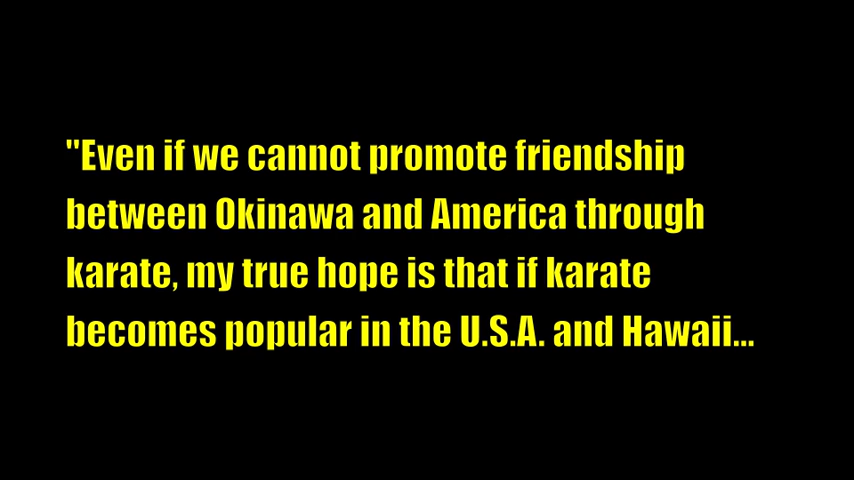 "Even if we cannot promote friendship
between Okinawa and America through
karate, my true hope is that if karate
becomes popular in the U.S.A. and Hawaii...